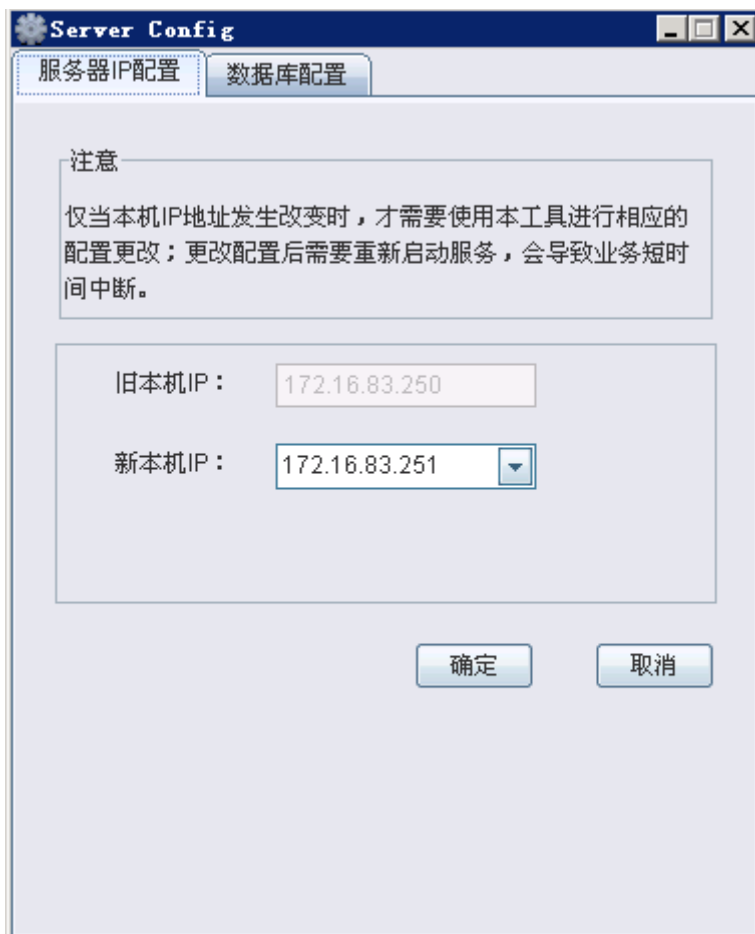 Server Config
服务器IP配置 数据库配置
注意
仅当本机IP地址发生改变时，才需要使用本工具进行相应的
配置更改；更改配置后需要重新启动服务，会导致业务短时
间中断。
旧本机IP： 172.16.83.250
新本机IP： 172.16.83.251
确定 取消